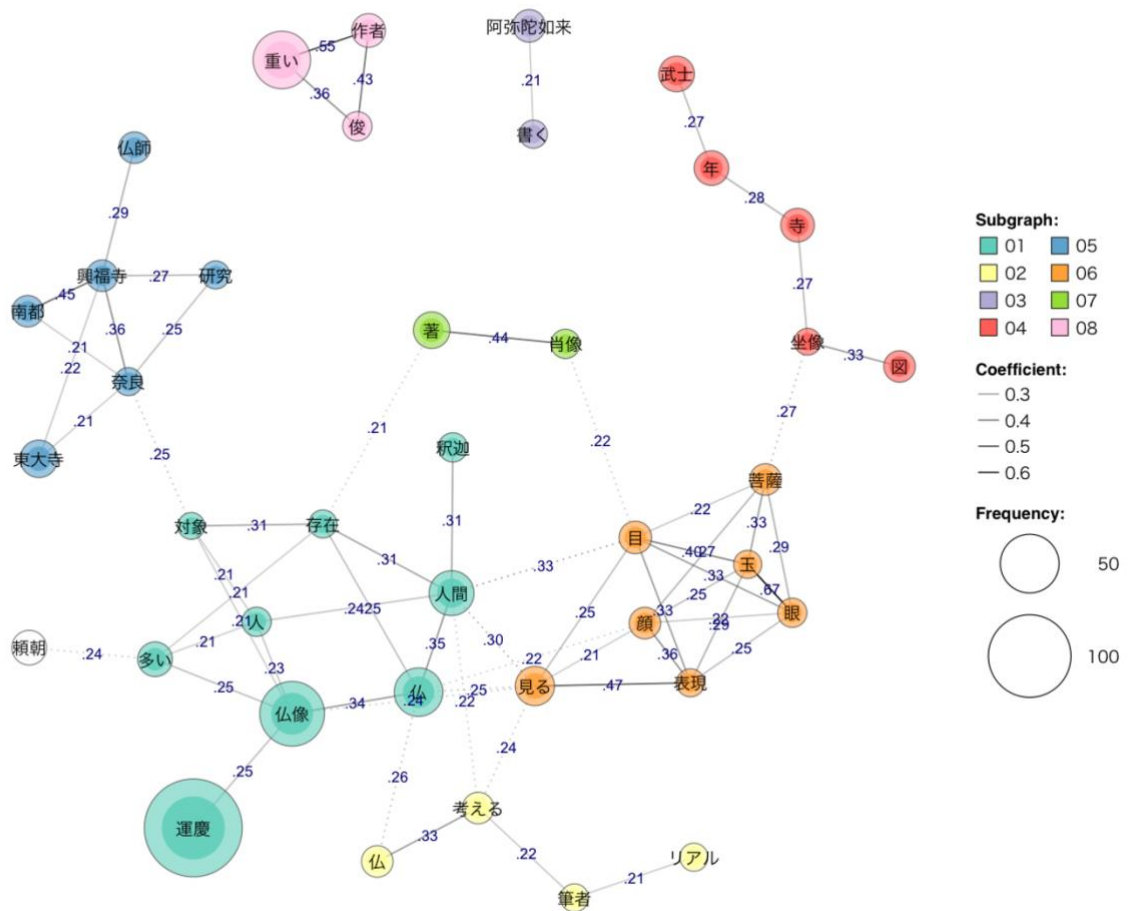 作者
重い
.55
.43
.36
俊
阿弥陀如来
.21
書く
武士
.27
年
.28
寺
.27
坐像
.33
図
仏師
.29
興福寺
.27
研究
.45
南都
.36
.25
.21
.22
奈良
.21
東大寺
.25
著
.44
肖像
.21
.22
.27
釈迦
.31
対象
.31
存在
.31
.21
.21
.21
人
.24
.25
人間
.33
.35
.30
頼朝
.24
多い
.21
.23
.25
仏像
.34
仏
.24
.22
.25
.22
.25
運慶
菩薩
.22
.33
.29
目
.40
.27
玉
.33
.67
.25
.25
.33
顔
.22
.29
眼
.21
.36
.25
見る
.47
表現
.24
.26
考える
.33
仏
.22
リアル
.21
筆者
Subgraph:
01 05
02 06
03 07
04 08
Coefficient:
0.3
0.4
0.5
0.6
Frequency:
50
100